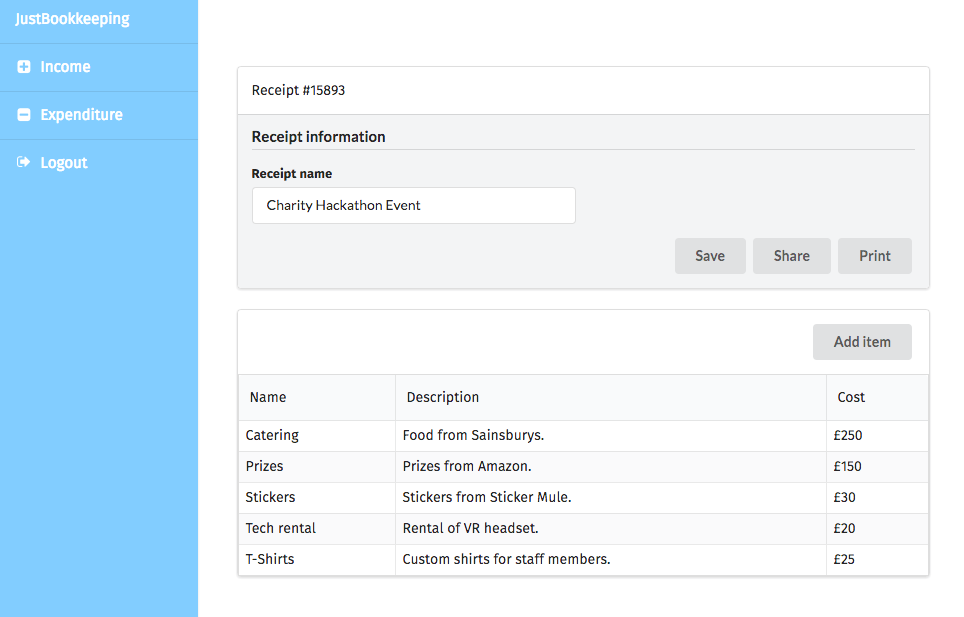 JustBookkeeping
Income
Expenditure
Logout
Receipt #15893
Receipt information
Receipt name
Charity Hackathon Event
Save Share Print
Add item
Name Description Cost
Catering Food from Sainsburys. £250
Prizes Prizes from Amazon. £150
Stickers Stickers from Sticker Mule. £30
Tech rental Rental of VR headset. £20
T-Shirts Custom shirts for staff members. £25